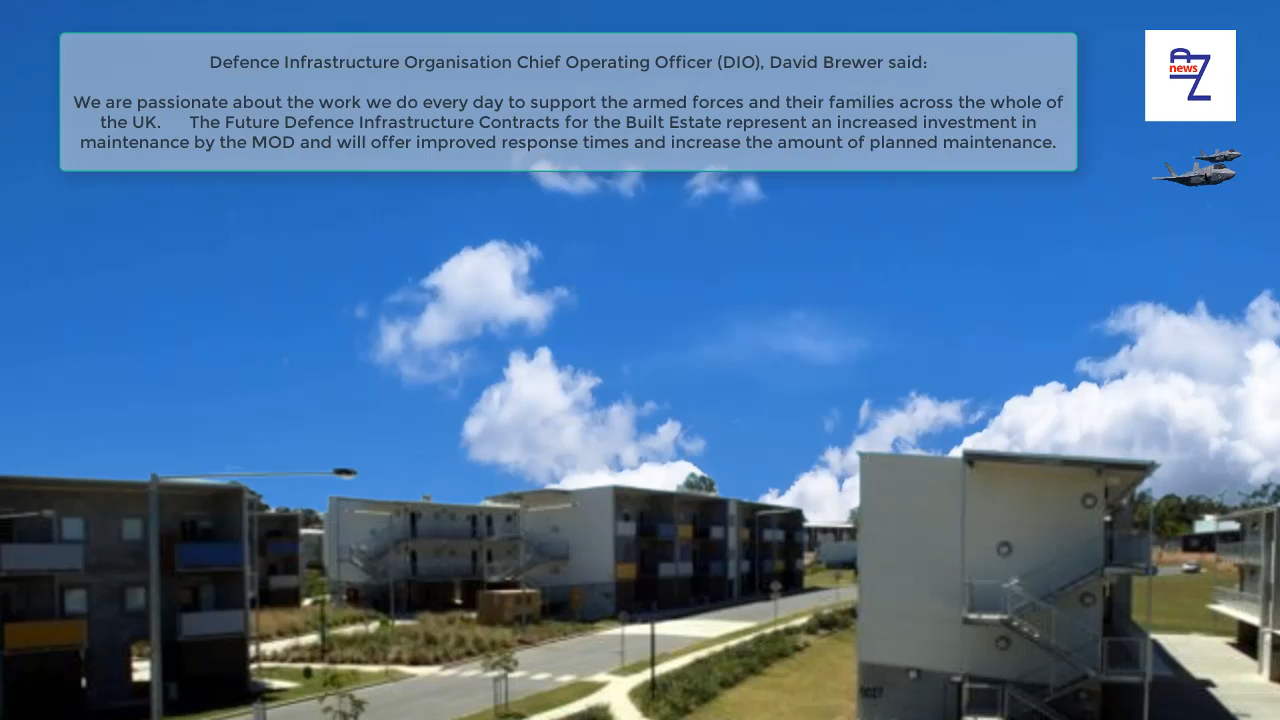 Defence Infrastructure Organisation Chief Operating Officer (DIO), David Brewer said:
We are passionate about the work we do every day to support the armed forces and their families across the whole of
the UK. The Future Defence Infrastructure Contracts for the Built Estate represent an increased investment in
maintenance by the MOD and will offer improved response times and increase the amount of planned maintenance.
AZ
news